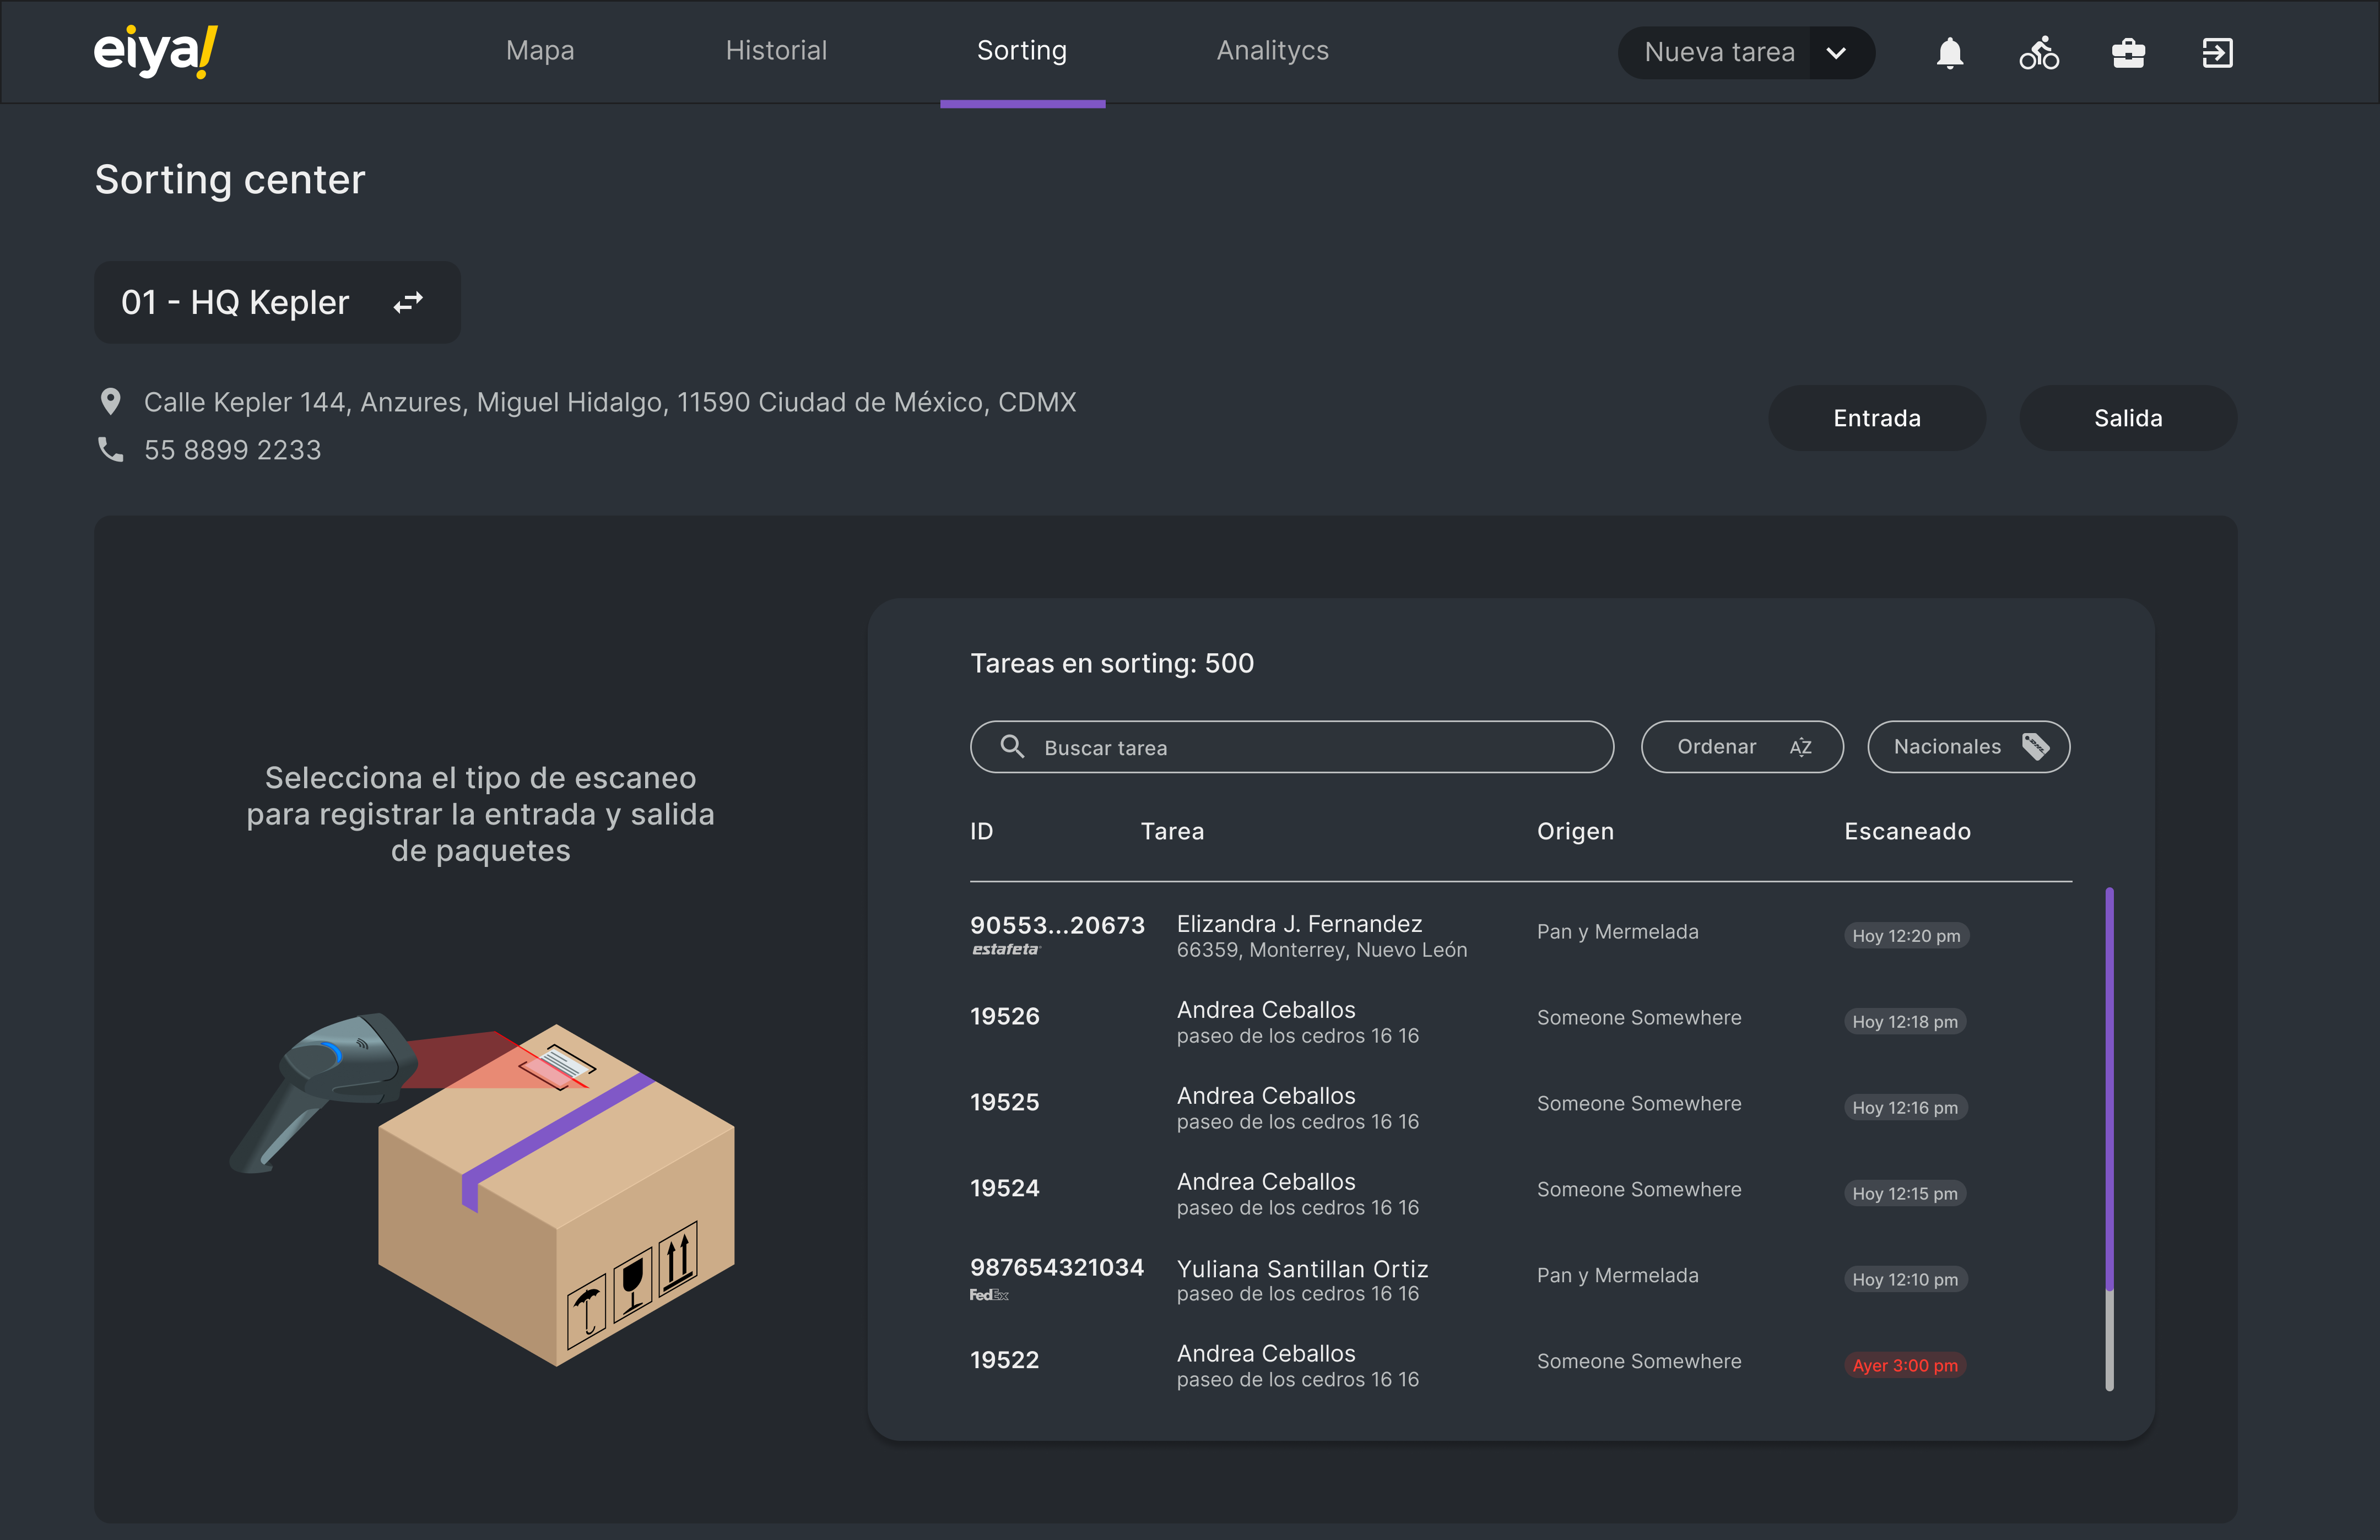 eiya!
Mapa
Historial
Sorting
Analitycs
Nueva tarea
Sorting center
01 - HQ Kepler
Calle Kepler 144, Anzures, Miguel Hidalgo, 11590 Ciudad de México, CDMX
55 8899 2233
Entrada
Salida
Selecciona el tipo de escaneo
para registrar la entrada y salida
de paquetes
Tareas en sorting: 500
Buscar tarea
Ordenar
AZ
Nacionales
ID
Tarea
Origen
Escaneado
90553...20673
estafeta
Elizandra J. Fernandez
66359, Monterrey, Nuevo León
Pan y Mermelada
Hoy 12:20 pm
19526
Andrea Ceballos
paseo de los cedros 16 16
Someone Somewhere
Hoy 12:18 pm
19525
Andrea Ceballos
paseo de los cedros 16 16
Someone Somewhere
Hoy 12:16 pm
19524
Andrea Ceballos
paseo de los cedros 16 16
Someone Somewhere
Hoy 12:15 pm
987654321034
FedEx
Yuliana Santillan Ortiz
paseo de los cedros 16 16
Pan y Mermelada
Hoy 12:10 pm
19522
Andrea Ceballos
paseo de los cedros 16 16
Someone Somewhere
Ayer 3:00 pm